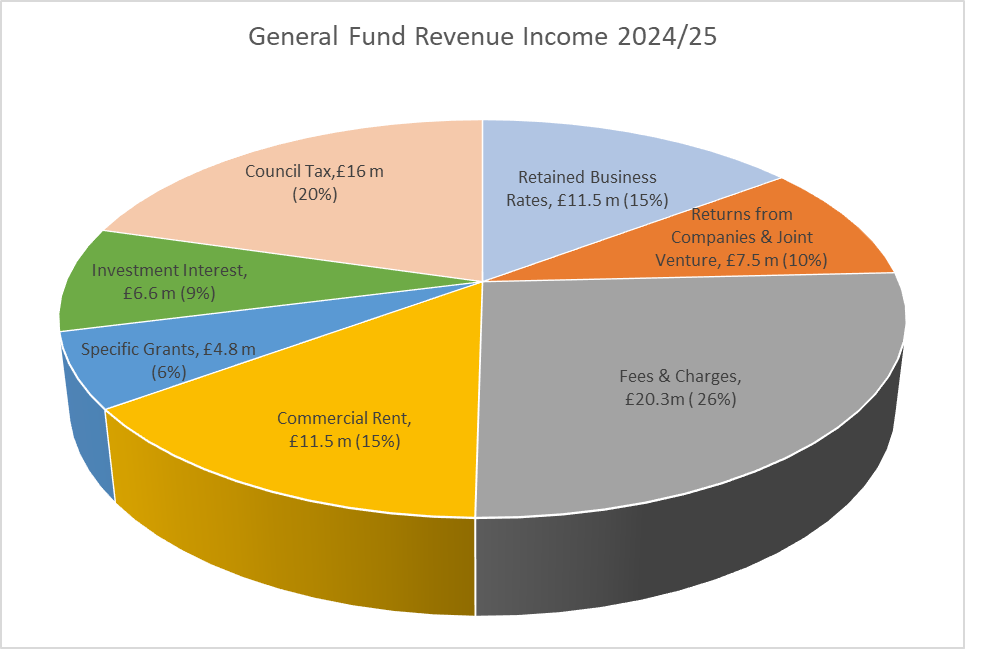 General Fund Revenue Income 2024/25
Council Tax,£16 m
(20%)
Retained Business
Rates, £11.5 m (15%)
Returns from
Companies & Joint
Venture, £7.5 m (10%)
Investment Interest,
£6.6 m (9%)
Specific Grants, £4.8 m
(6%)
Fees & Charges,
£20.3m ( 26%)
Commercial Rent,
£11.5 m (15%)